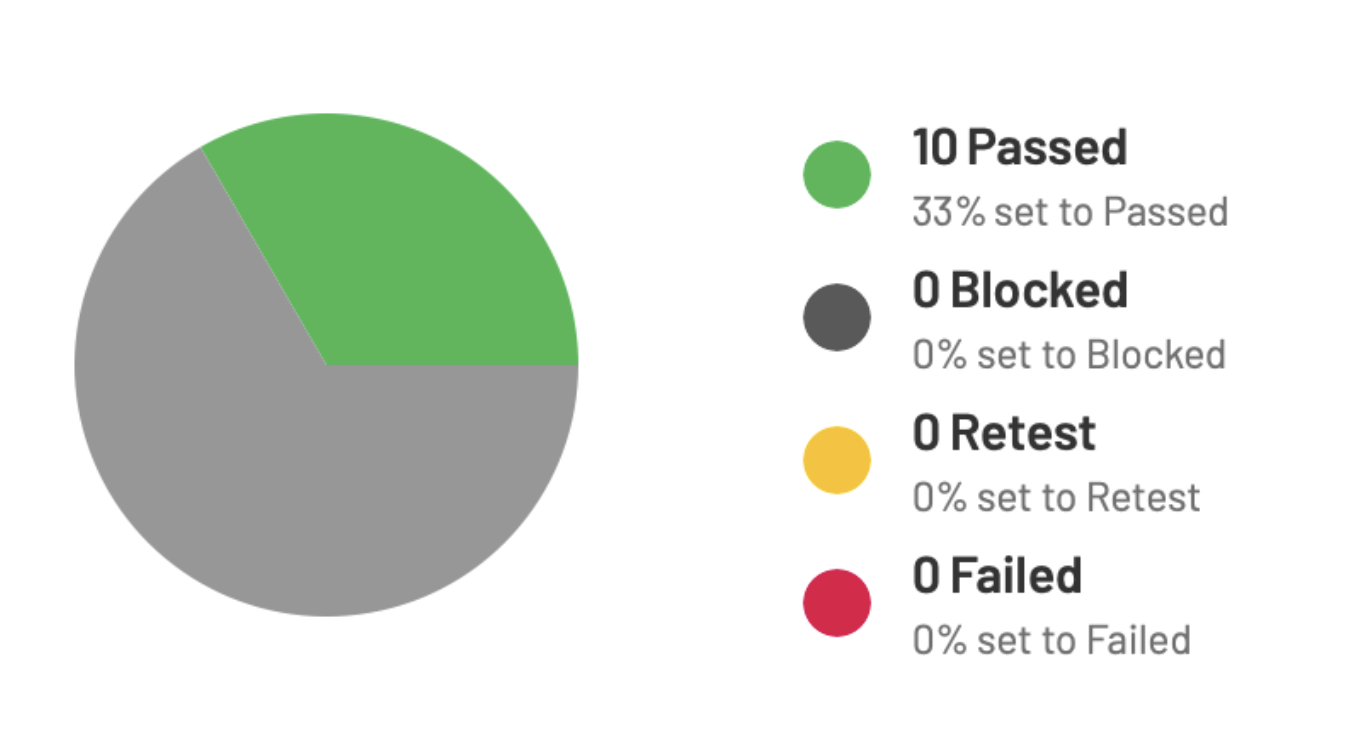 10 Passed
33% set to Passed
0 Blocked
0% set to Blocked
0 Retest
0% set to Retest
0 Failed
0% set to Failed